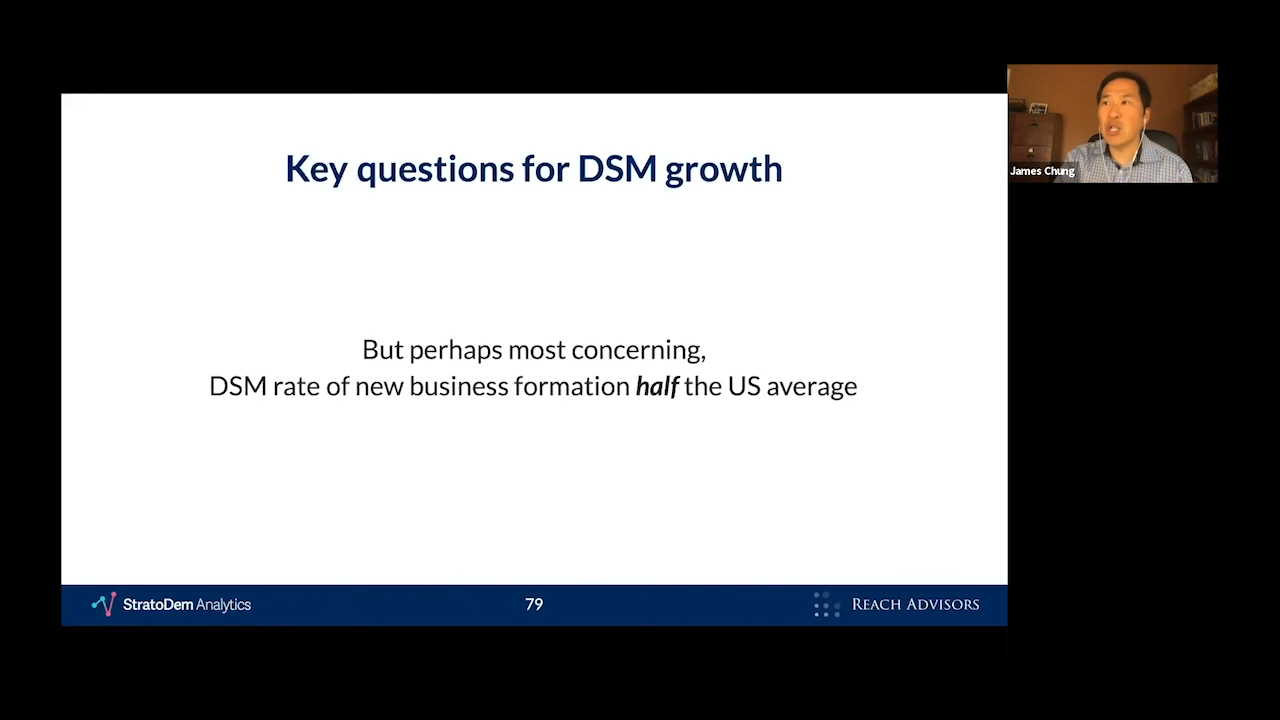 Key questions for DSM growth
But perhaps most concerning,
DSM rate of new business formation half the US average
StratoDem Analytics
79
REACH ADVISORS
James Chung